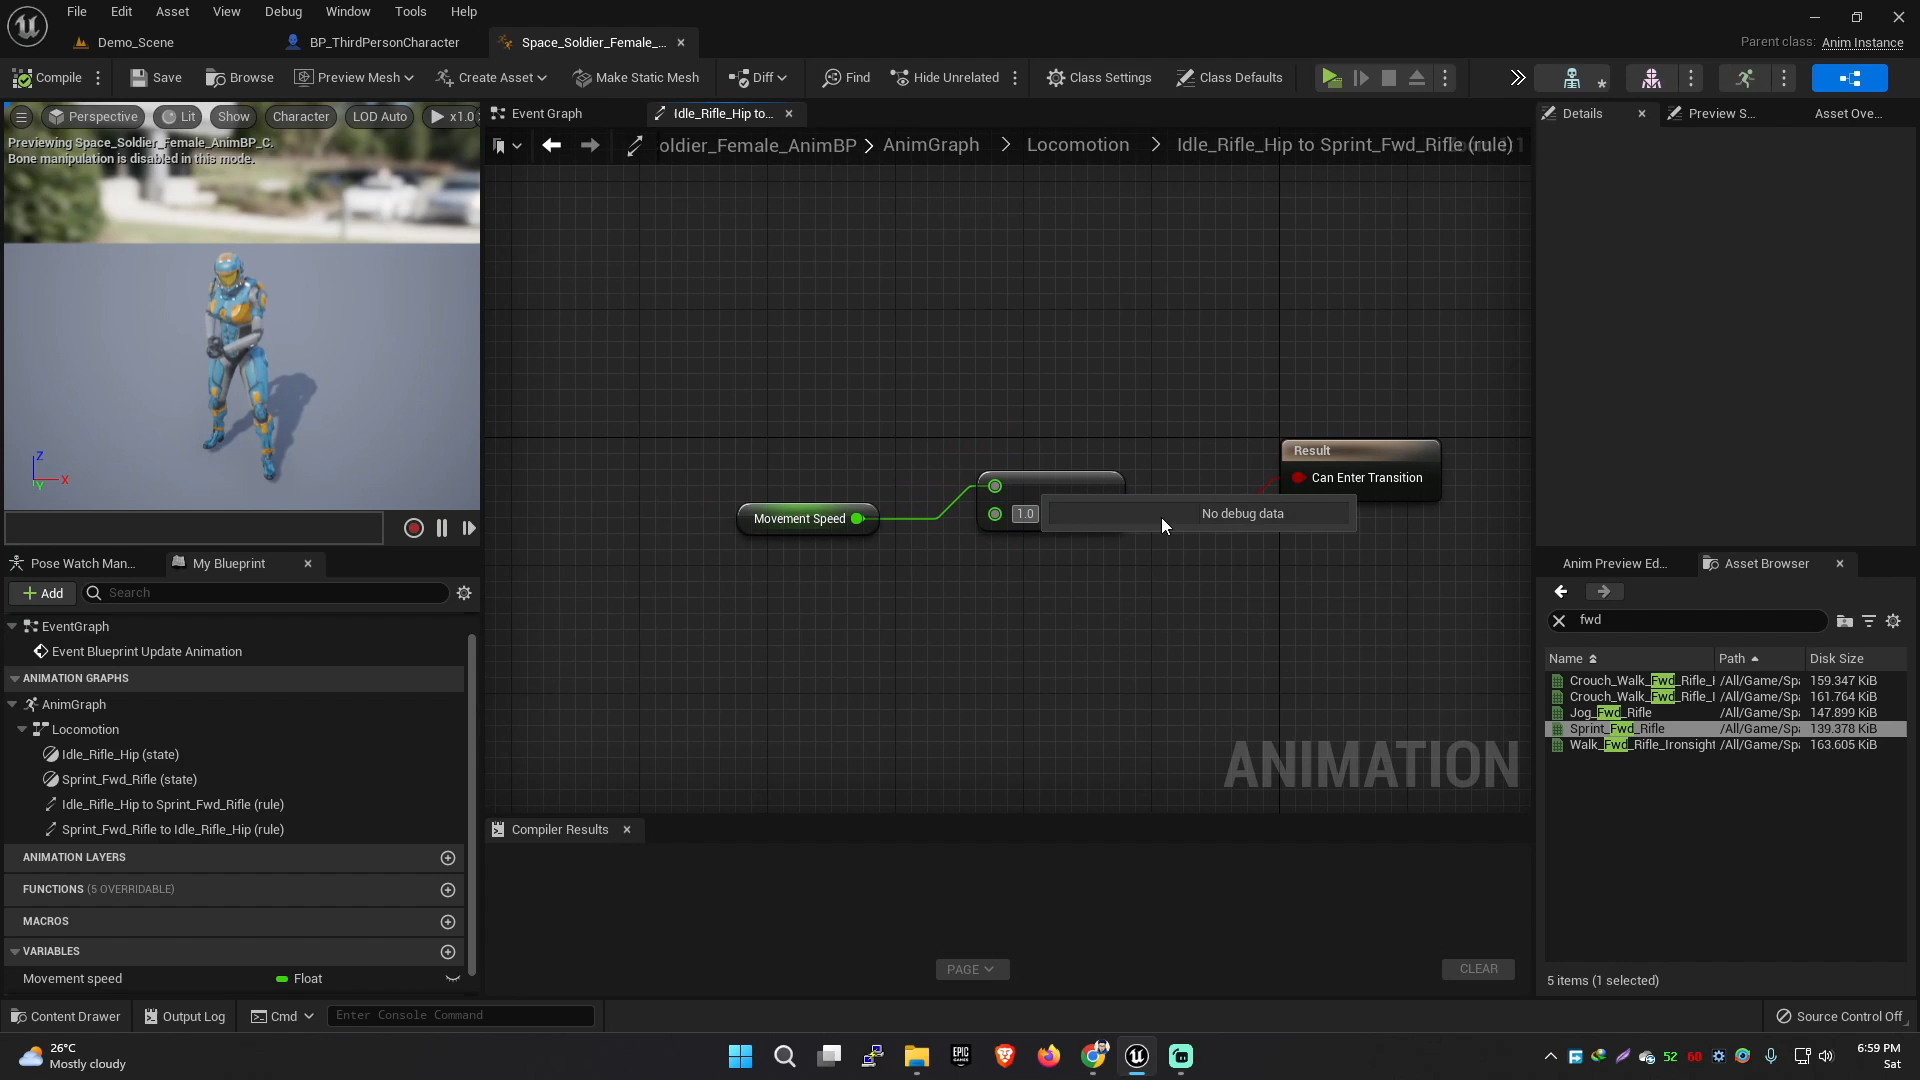 File Edit Asset View Debug Window Tools Help
Demo_Scene BP_ThirdPersonCharacter Space_Soldier_Female_... Parent class: Anim Instance
Compile Save Browse Preview Mesh Create Asset Make Static Mesh Diff Find Hide Unrelated Class Settings Class Defaults
Event Graph Idle_Rifle_Hip to... Details Preview S... Asset Ove...
Perspective Lit Show Character LOD Auto x1.0
Previewing Space_Soldier_Female_AnimBP_C.
Bone manipulation is disabled in this mode.
oldier_Female_AnimBP > AnimGraph > Locomotion > Idle_Rifle_Hip to Sprint_Fwd_Rifle (rule)
Z
X
Y
Result
Can Enter Transition
Movement Speed
1.0
No debug data
ANIMATION
Pose Watch Man... My Blueprint
Add Search
EventGraph
Event Blueprint Update Animation
ANIMATION GRAPHS
AnimGraph
Locomotion
Idle_Rifle_Hip (state)
Sprint_Fwd_Rifle (state)
Idle_Rifle_Hip to Sprint_Fwd_Rifle (rule)
Sprint_Fwd_Rifle to Idle_Rifle_Hip (rule)
ANIMATION LAYERS
FUNCTIONS (5 OVERRIDABLE)
MACROS
VARIABLES
Movement speed Float
Compiler Results
PAGE CLEAR
Anim Preview Ed... Asset Browser
fwd
Name Path Disk Size
Crouch_Walk_Fwd_Rifle_I /All/Game/Spa 159.347 KiB
Crouch_Walk_Fwd_Rifle_I /All/Game/Spa 161.764 KiB
Jog_Fwd_Rifle /All/Game/Spa 147.899 KiB
Sprint_Fwd_Rifle /All/Game/Spa 139.378 KiB
Walk_Fwd_Rifle_Ironsight /All/Game/Spa 163.605 KiB
5 items (1 selected)
Content Drawer Output Log Cmd Enter Console Command Source Control Off
26°C
Mostly cloudy
EPIC GAMES
52 60
6:59 PM
Sat